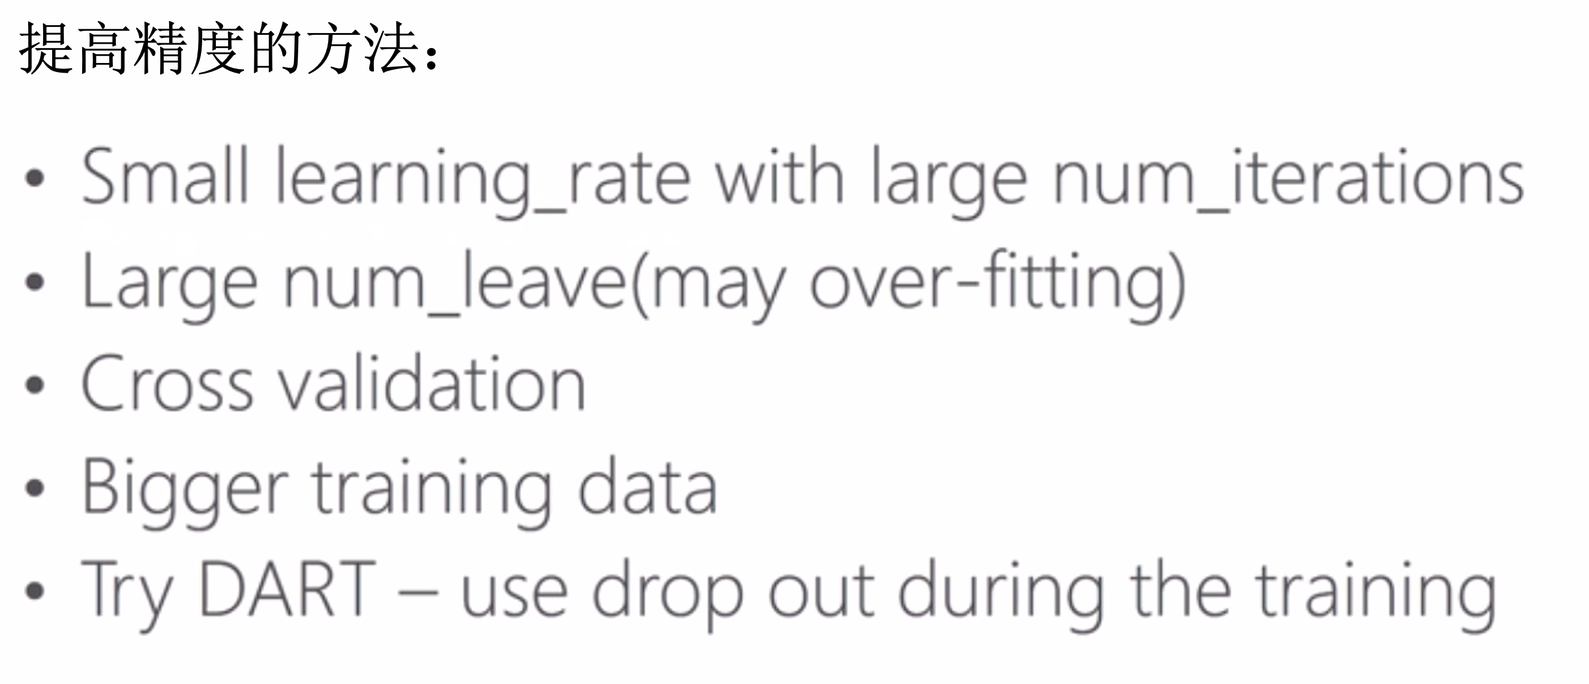 提高精度的方法：
• Small learning_rate with large num_iterations
• Large num_leave(may over-fitting)
• Cross validation
• Bigger training data
• Try DART – use drop out during the training